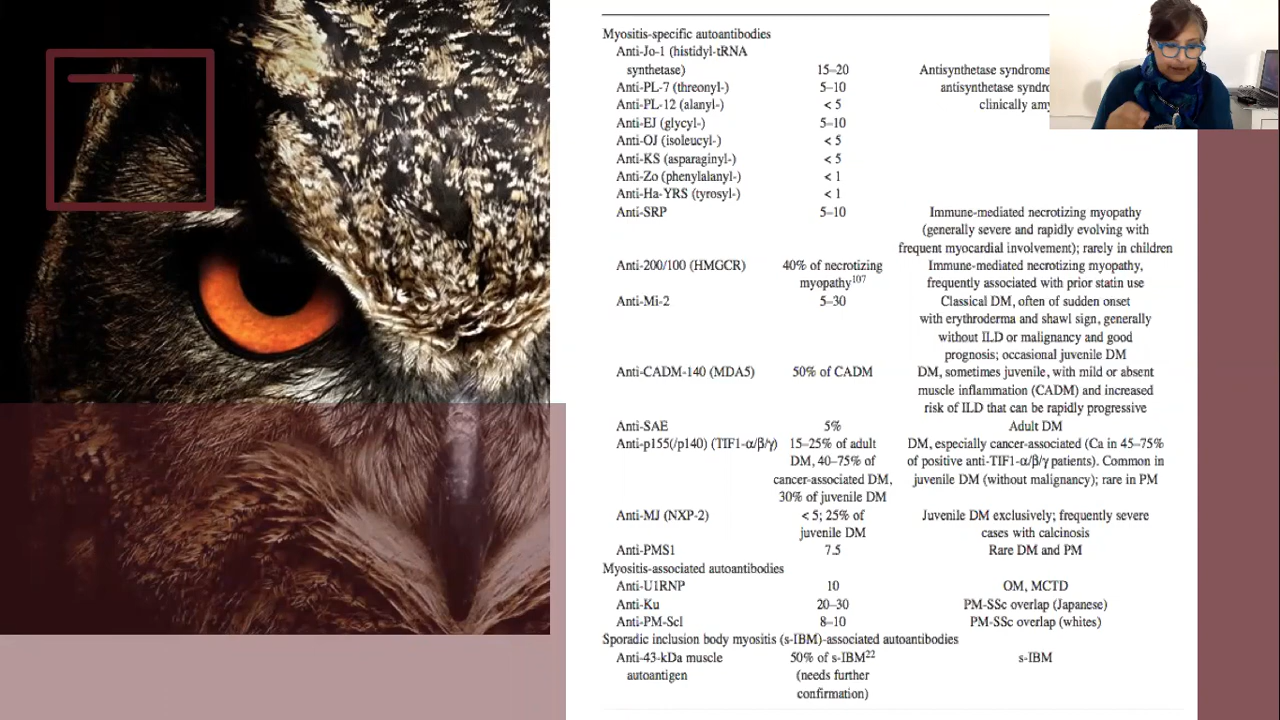 Myositis-specific autoantibodies
Anti-Jo-1 (histidyl-tRNA
synthetase) 15–20 Antisynthetase syndrome
Anti-PL-7 (threonyl-) 5–10 antisynthetase
Anti-PL-12 (alanyl-) < 5 clinically
Anti-EJ (glycyl-) 5–10
Anti-OJ (isoleucyl-) < 5
Anti-KS (asparaginyl-) < 5
Anti-Zo (phenylalanyl-) < 1
Anti-Ha-YRS (tyrosyl-) < 1
Anti-SRP 5–10 Immune-mediated necrotizing myopathy
(generally severe and rapidly evolving with
frequent myocardial involvement); rarely in children
Anti-200/100 (HMGCR) 40% of necrotizing Immune-mediated necrotizing myopathy,
myopathy107 frequently associated with prior statin use
Anti-Mi-2 5–30 Classical DM, often of sudden onset
with erythroderma and shawl sign, generally
without ILD or malignancy and good
prognosis; occasional juvenile DM
Anti-CADM-140 (MDA5) 50% of CADM DM, sometimes juvenile, with mild or absent
muscle inflammation (CADM) and increased
risk of ILD that can be rapidly progressive
Anti-SAE 5% Adult DM
Anti-p155(/p140) (TIF1-α/β/γ) 15–25% of adult DM, especially cancer-associated (Ca in 45–75%
DM, 40–75% of of positive anti-TIF1-α/β/γ patients). Common in
cancer-associated DM, juvenile DM (without malignancy); rare in PM
30% of juvenile DM
Anti-MJ (NXP-2) < 5; 25% of Juvenile DM exclusively; frequently severe
juvenile DM cases with calcinosis
Anti-PMS1 7.5 Rare DM and PM
Myositis-associated autoantibodies
Anti-U1RNP 10 OM, MCTD
Anti-Ku 20–30 PM-SSc overlap (Japanese)
Anti-PM-Scl 8–10 PM-SSc overlap (whites)
Sporadic inclusion body myositis (s-IBM)-associated autoantibodies
Anti-43-kDa muscle 50% of s-IBM22 s-IBM
autoantigen (needs further
confirmation)